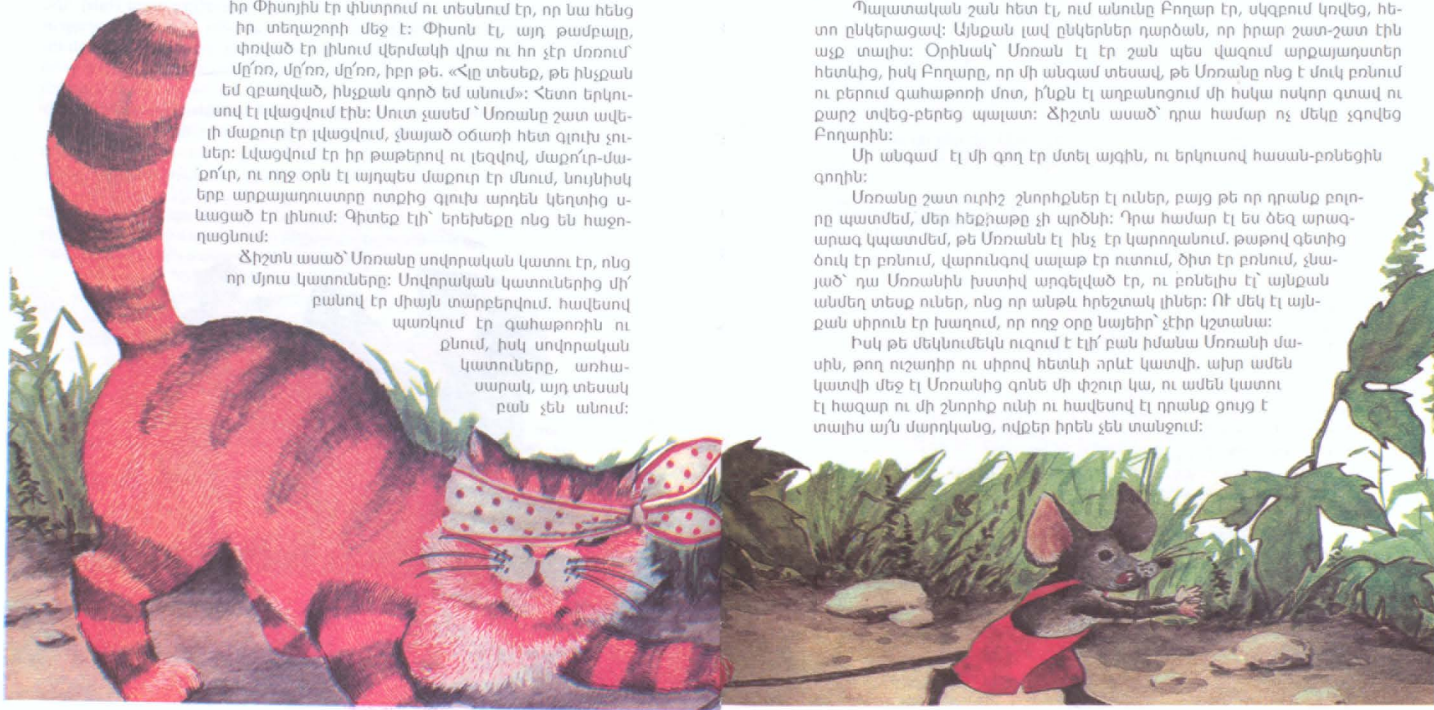 իր Փիսոյին էր փնտրում ու տեսնում էր, որ նա հենց
իր տեղաշորի մեջ է: Փիսոն էլ, այդ թամբալը,
փռված էր լինում վերմակի վրա ու հո չէր մռռում՝
մը՛ռռ, մը՛ռռ, մը՛ռռ, իբր թե. «Հլը տեսեք, թե ինչքան
եմ զբաղված, ինչքան գործ եմ անում»: Հետո երկու-
սով էլ լվացվում էին: Սուտ չասեմ ՝ Մռռանը շատ ավե-
լի մաքուր էր լվացվում, չնայած օճառի հետ գլուխ չու-
ներ: Լվացվում էր իր թաթերով ու լեզվով, մաքո՜ւր-մա-
քո՜ւր, ու ողջ օրն էլ այդպես մաքուր էր մնում, նույնիսկ
երբ արքայադուստրը ոտքից գլուխ արդեն կեղտից ս-
ևացած էր լինում: Գիտեք էլի՝ երեխեքը ոնց են հաջո-
ղացնում:
Ճիշտն ասած՝ Մռռանը սովորական կատու էր, ոնց
որ մյուս կատուները: Սովորական կատուներից մի՛
բանով էր միայն տարբերվում. հավեսով
պառկում էր գահաթոռին ու
քնում, իսկ սովորական
կատուները, առհա-
սարակ, այդ տեսակ
բան չեն անում:
Պալատական շան հետ էլ, ում անունը Բողար էր, սկզբում կռվեց, հե-
տո ընկերացավ: Այնքան լավ ընկերներ դարձան, որ իրար շատ-շատ էին
աչք տալիս: Օրինակ՝ Մռռան էլ էր շան պես վազում արքայադստեր
հետևից, իսկ Բողարը, որ մի անգամ տեսավ, թե Մռռանը ոնց է մուկ բռնում
ու բերում գահաթոռի մոտ, ի՛նքն էլ աղբանոցում մի հսկա ոսկոր գտավ ու
քարշ տվեց-բերեց պալատ: Ճիշտն ասած՝ դրա համար ոչ մեկը չգովեց
Բողարին:
Մի անգամ էլ մի գող էր մտել այգին, ու երկուսով հասան-բռնեցին
գողին:
Մռռանը շատ ուրիշ շնորհքներ էլ ուներ, բայց թե որ դրանք բոլո-
րը պատմեմ, մեր հեքիաթը չի պրծնի: Դրա համար էլ ես ձեզ արագ-
արագ կպատմեմ, թե Մռռանն էլ ինչ էր կարողանում. թաթով գետից
ձուկ էր բռնում, վարունգով սալաթ էր ուտում, ծիտ էր բռնում, չնա-
յած՝ դա Մռռանին խստիվ արգելված էր, ու բռնելիս էլ՝ այնքան
անմեղ տեսք ուներ, ոնց որ անթև հրեշտակ լիներ: Ու մեկ էլ այն-
քան սիրուն էր խաղում, որ ողջ օրը նայեիր՝ չէիր կշտանա:
Իսկ թե մեկնումեկն ուզում է էլի՛ բան իմանա Մռռանի մա-
սին, թող ուշադիր ու սիրով հետևի որևէ կատվի. ախր ամեն
կատվի մեջ էլ Մռռանից գոնե մի փշուր կա, ու ամեն կատու
էլ հազար ու մի շնորհք ունի ու հավեսով էլ դրանք ցույց է
տալիս այ՛ն մարդկանց, ովքեր իրեն չեն տանջում: